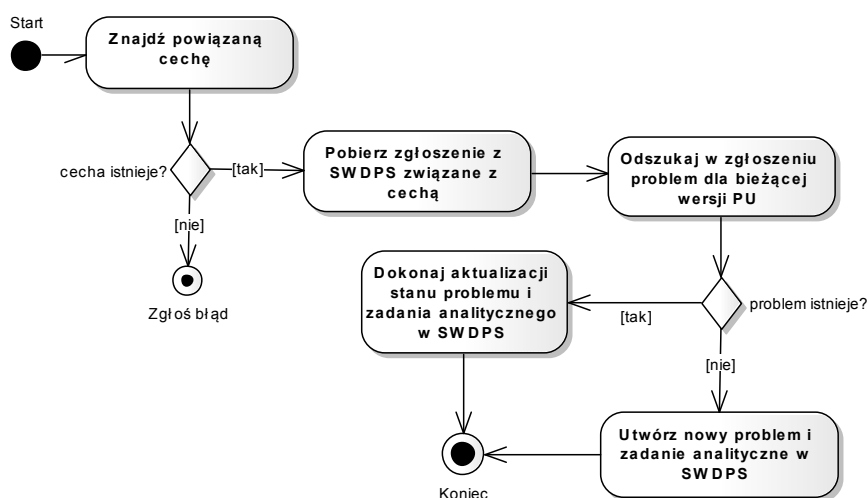 Start
Znajdź powiązaną
cechę
cecha istnieje?
[tak]
[nie]
Zgłoś błąd
Pobierz zgłoszenie z
SWDPS związane z
cechą
Odszukaj w zgłoszeniu
problem dla bieżącej
wersji PU
problem istnieje?
[tak]
[nie]
Dokonaj aktualizacji
stanu problemu i
zadania analitycznego
w SWDPS
Utwórz nowy problem i
zadanie analityczne w
SWDPS
Koniec